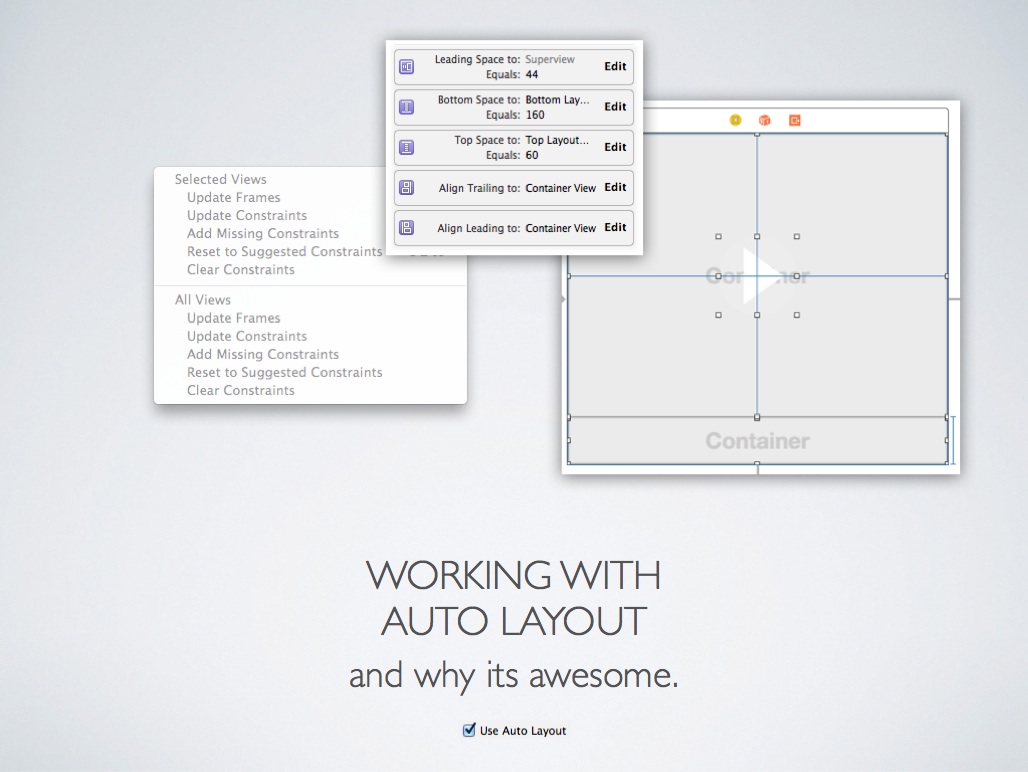 Leading Space to: Superview
Equals: 44
Edit
Bottom Space to: Bottom Lay...
Equals: 160
Edit
Top Space to: Top Layout...
Equals: 60
Edit
Align Trailing to: Container View Edit
Align Leading to: Container View Edit
Selected Views
Update Frames
Update Constraints
Add Missing Constraints
Reset to Suggested Constraints
Clear Constraints
All Views
Update Frames
Update Constraints
Add Missing Constraints
Reset to Suggested Constraints
Clear Constraints
Container
WORKING WITH
AUTO LAYOUT
and why its awesome.
Use Auto Layout